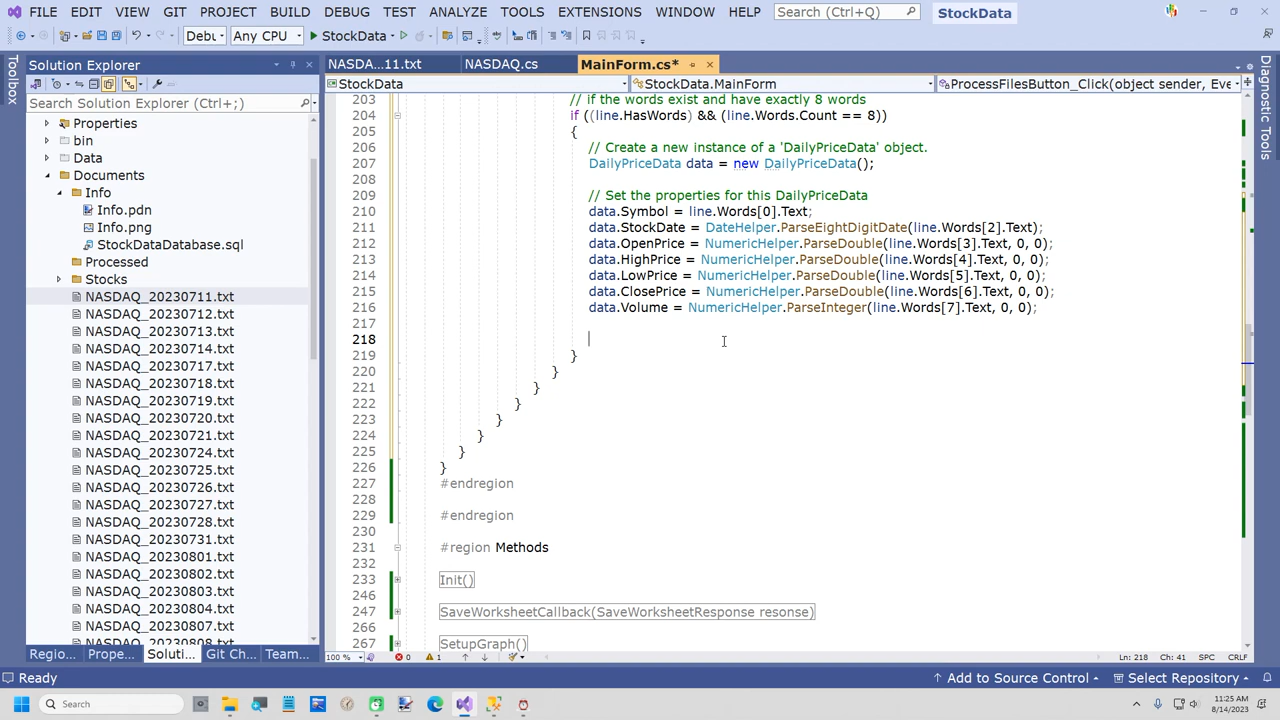 FILE EDIT VIEW GIT PROJECT BUILD DEBUG TEST ANALYZE TOOLS EXTENSIONS WINDOW HELP Search (Ctrl+Q) StockData
Debu Any CPU StockData
Toolbox
Solution Explorer
Search Solution Explorer (Ctrl+;)
Properties
bin
Data
Documents
Info
Info.pdn
Info.png
StockDataDatabase.sql
Processed
Stocks
NASDAQ_20230711.txt
NASDAQ_20230712.txt
NASDAQ_20230713.txt
NASDAQ_20230714.txt
NASDAQ_20230717.txt
NASDAQ_20230718.txt
NASDAQ_20230719.txt
NASDAQ_20230720.txt
NASDAQ_20230721.txt
NASDAQ_20230724.txt
NASDAQ_20230725.txt
NASDAQ_20230726.txt
NASDAQ_20230727.txt
NASDAQ_20230728.txt
NASDAQ_20230731.txt
NASDAQ_20230801.txt
NASDAQ_20230802.txt
NASDAQ_20230803.txt
NASDAQ_20230804.txt
NASDAQ_20230807.txt
NASDAQ_20230808.txt
Regio... Prope... Soluti... Git Ch... Team...
NASDA...11.txt NASDAQ.cs MainForm.cs*
StockData StockData.MainForm ProcessFilesButton_Click(object sender, Eve
203 // if the words exist and have exactly 8 words
204 if ((line.HasWords) && (line.Words.Count == 8))
205 {
206 // Create a new instance of a 'DailyPriceData' object.
207 DailyPriceData data = new DailyPriceData();
208
209 // Set the properties for this DailyPriceData
210 data.Symbol = line.Words[0].Text;
211 data.StockDate = DateHelper.ParseEightDigitDate(line.Words[2].Text);
212 data.OpenPrice = NumericHelper.ParseDouble(line.Words[3].Text, 0, 0);
213 data.HighPrice = NumericHelper.ParseDouble(line.Words[4].Text, 0, 0);
214 data.LowPrice = NumericHelper.ParseDouble(line.Words[5].Text, 0, 0);
215 data.ClosePrice = NumericHelper.ParseDouble(line.Words[6].Text, 0, 0);
216 data.Volume = NumericHelper.ParseInteger(line.Words[7].Text, 0, 0);
217
218
219 }
220 }
221 }
222 }
223 }
224 }
225 }
226 }
227 #endregion
228
229 #endregion
230
231 #region Methods
232
233 Init()
246
247 SaveWorksheetCallback(SaveWorksheetResponse resonse)
266
267 SetupGraph()
100 % 0 1 Ln: 218 Ch: 41 SPC CRLF
Diagnostic Tools
Ready Add to Source Control Select Repository
Search
11:25 AM
8/14/2023